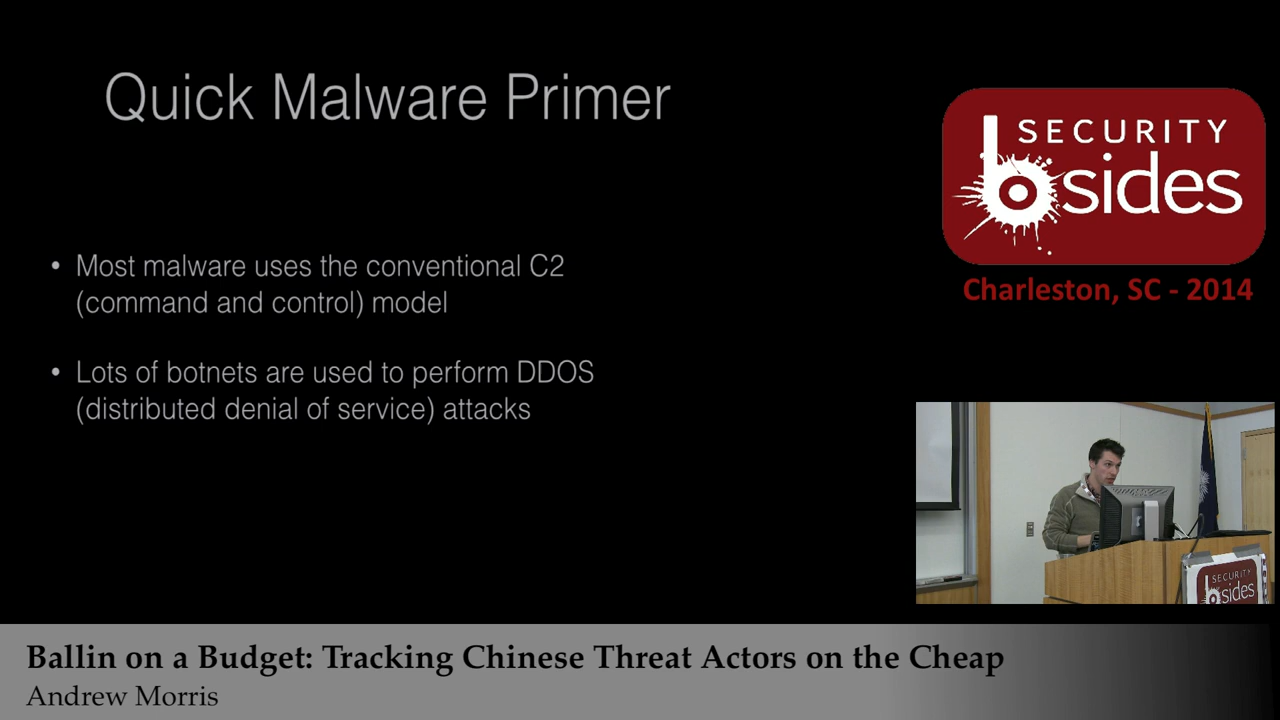 Quick Malware Primer
• Most malware uses the conventional C2
(command and control) model
• Lots of botnets are used to perform DDOS
(distributed denial of service) attacks
SECURITY
bsides
Charleston, SC - 2014
SECURITY
bsides
Ballin on a Budget: Tracking Chinese Threat Actors on the Cheap
Andrew Morris